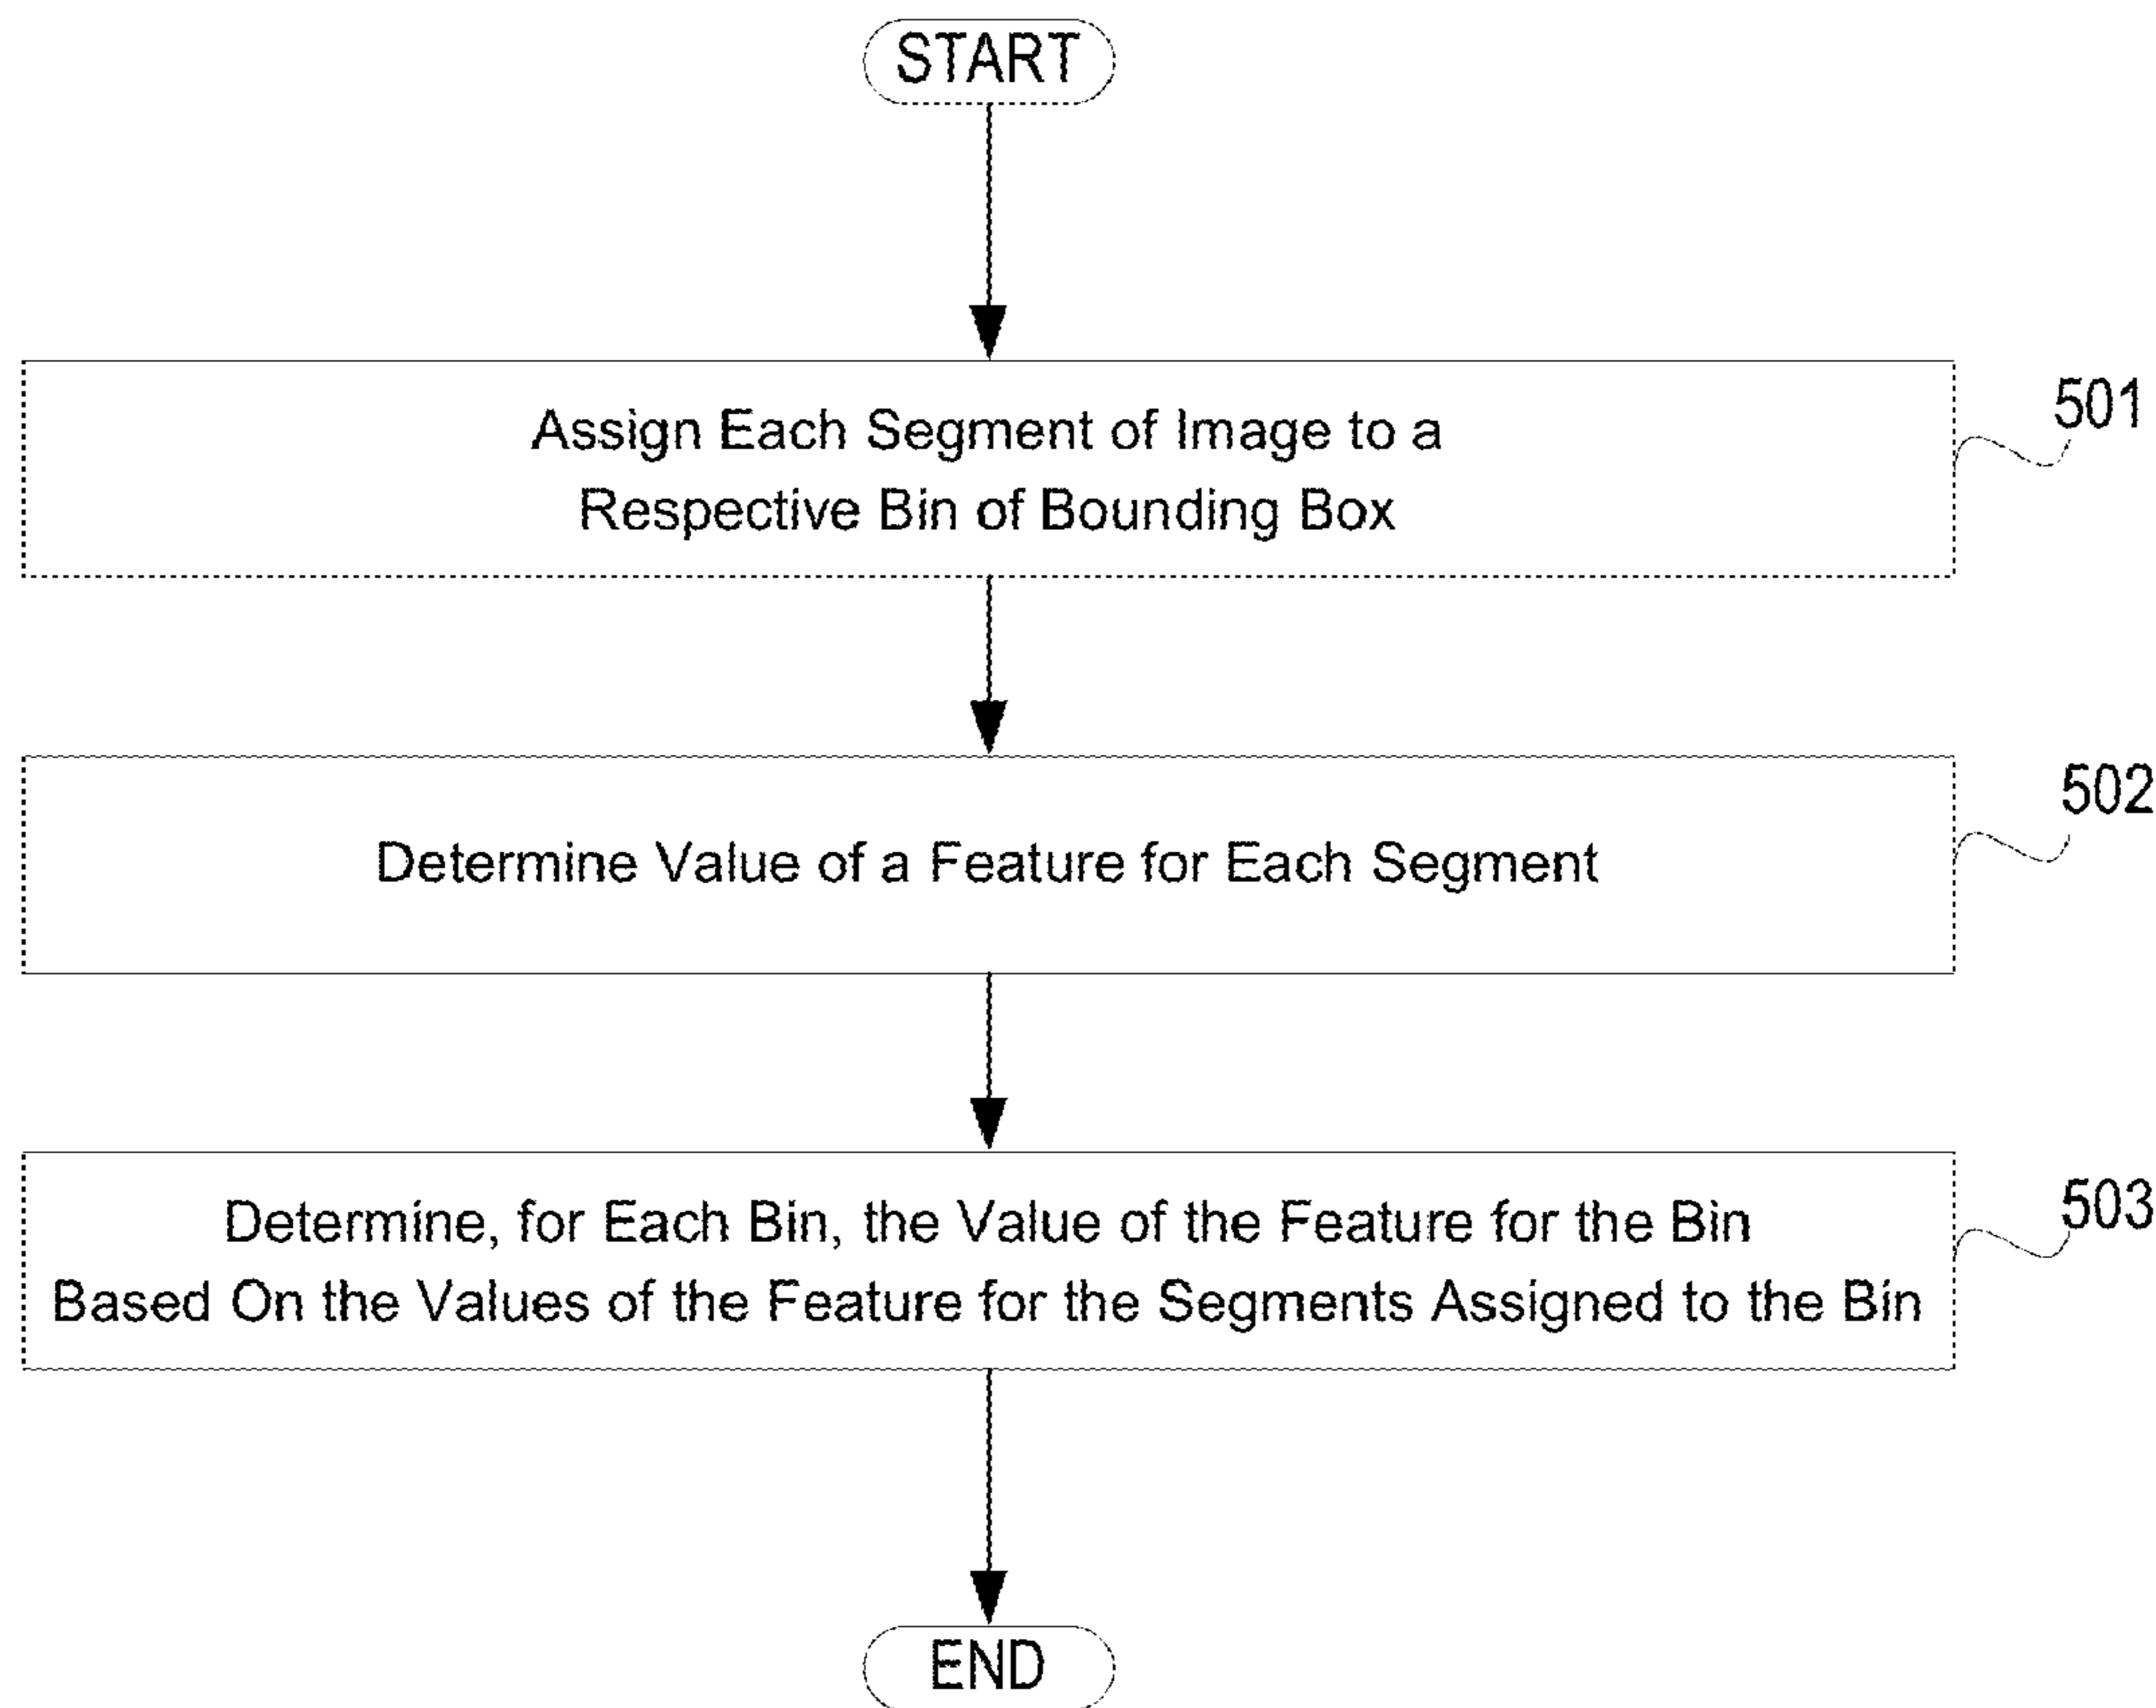 START
Assign Each Segment of Image to a
Respective Bin of Bounding Box
501
Determine Value of a Feature for Each Segment
502
Determine, for Each Bin, the Value of the Feature for the Bin
Based On the Values of the Feature for the Segments Assigned to the Bin
503
END